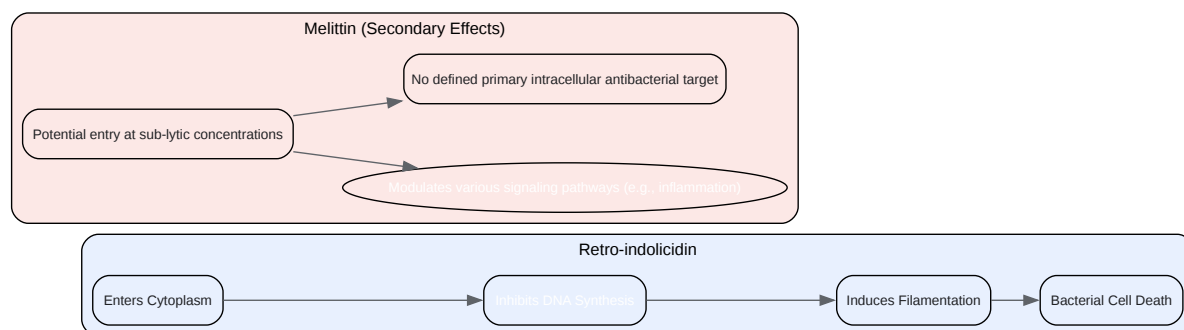 Melittin (Secondary Effects)
No defined primary intracellular antibacterial target
Potential entry at sub-lytic concentrations
Modulates various signaling pathways (e.g., inflammation)
Retro-indolicidin
Enters Cytoplasm
Inhibits DNA Synthesis
Induces Filamentation
Bacterial Cell Death